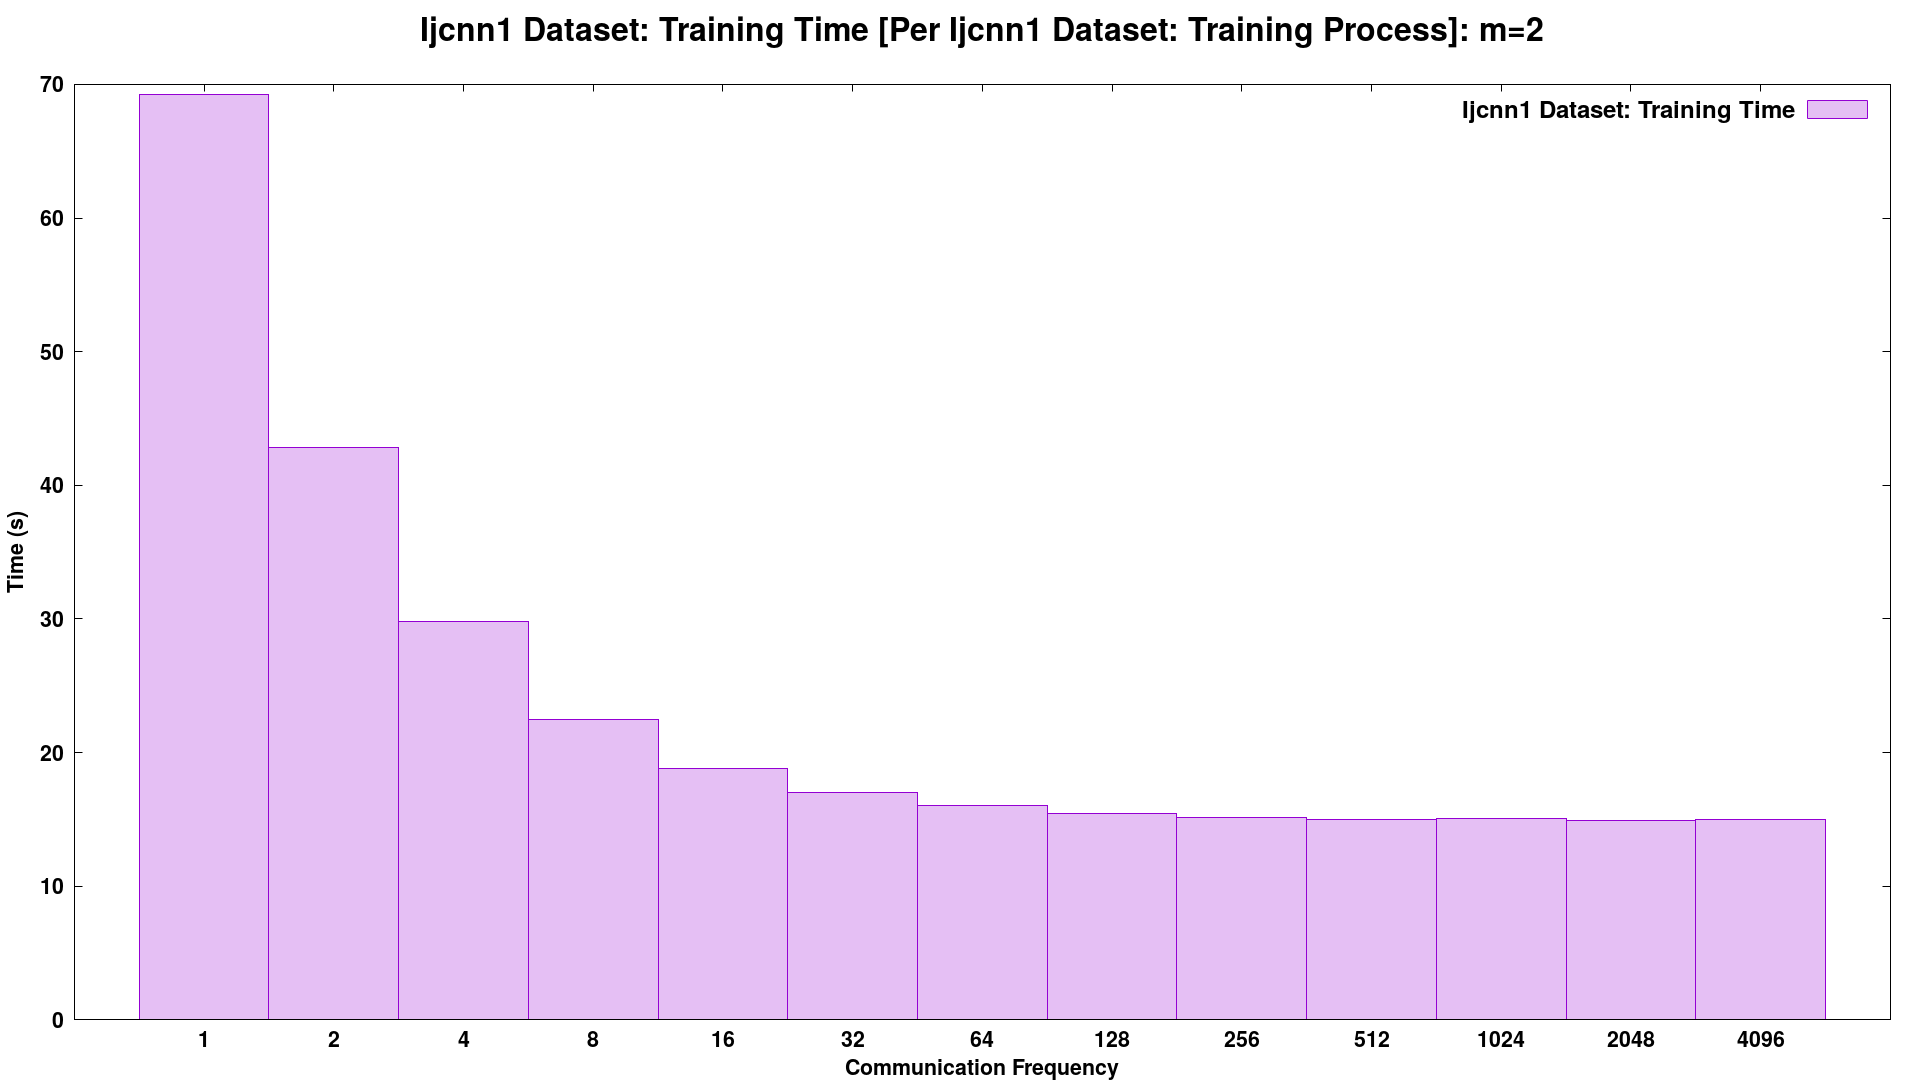 Ijcnn1 Dataset: Training Time [Per Ijcnn1 Dataset: Training Process]: m=2
Ijcnn1 Dataset: Training Time
70
60
50
40
30
20
10
0
Time (s)
1 2 4 8 16 32 64 128 256 512 1024 2048 4096
Communication Frequency